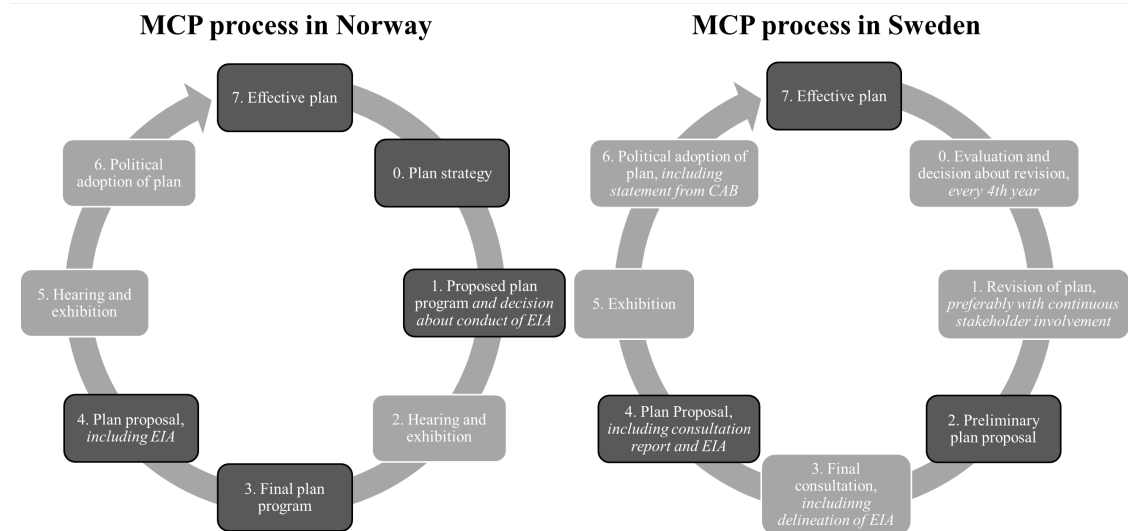 MCP process in Norway
7. Effective plan
0. Plan strategy
1. Proposed plan
program and decision
about conduct of EIA
2. Hearing and
exhibition
3. Final plan
program
4. Plan proposal,
including EIA
5. Hearing and
exhibition
6. Political
adoption of plan
MCP process in Sweden
7. Effective plan
0. Evaluation and
decision about revision,
every 4th year
1. Revision of plan,
preferably with continuous
stakeholder involvement
2. Preliminary
plan proposal
3. Final
consultation,
includinng
delineation of EIA
4. Plan Proposal,
including consultation
report and EIA
5. Exhibition
6. Political adoption of
plan, including
statement from CAB